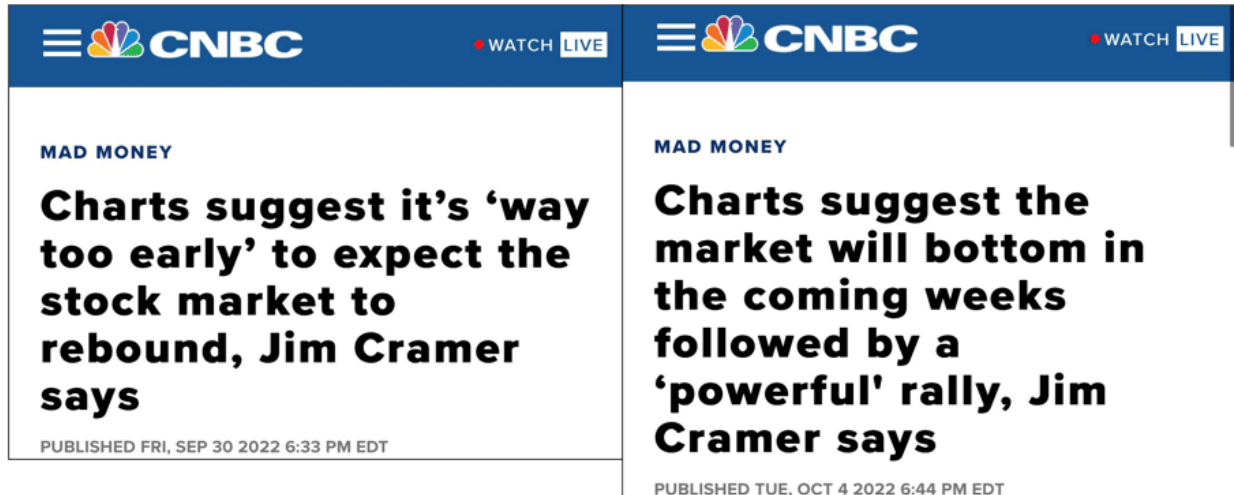 CNBC
WATCH LIVE
MAD MONEY
Charts suggest it’s ‘way
too early’ to expect the
stock market to
rebound, Jim Cramer
says
PUBLISHED FRI, SEP 30 2022 6:33 PM EDT
CNBC
WATCH LIVE
MAD MONEY
Charts suggest the
market will bottom in
the coming weeks
followed by a
‘powerful' rally, Jim
Cramer says
PUBLISHED TUE, OCT 4 2022 6:44 PM EDT